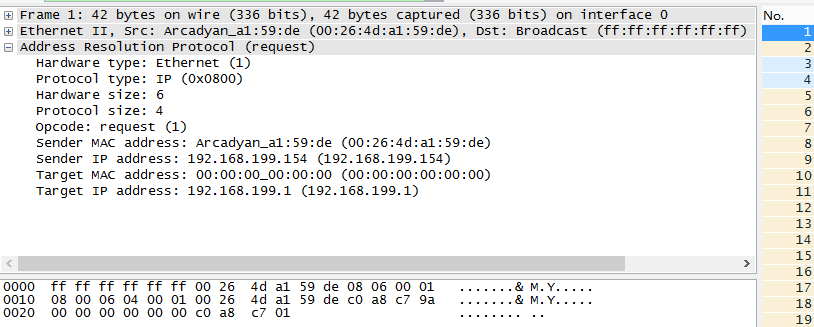 Frame 1: 42 bytes on wire (336 bits), 42 bytes captured (336 bits) on interface 0
Ethernet II, Src: Arcadyan_a1:59:de (00:26:4d:a1:59:de), Dst: Broadcast (ff:ff:ff:ff:ff:ff)
Address Resolution Protocol (request)
Hardware type: Ethernet (1)
Protocol type: IP (0x0800)
Hardware size: 6
Protocol size: 4
Opcode: request (1)
Sender MAC address: Arcadyan_a1:59:de (00:26:4d:a1:59:de)
Sender IP address: 192.168.199.154 (192.168.199.154)
Target MAC address: 00:00:00_00:00:00 (00:00:00:00:00:00)
Target IP address: 192.168.199.1 (192.168.199.1)
0000 ff ff ff ff ff ff 00 26 4d a1 59 de 08 06 00 01 .......& M.Y.....
0010 08 00 06 04 00 01 00 26 4d a1 59 de c0 a8 c7 9a .......& M.Y.....
0020 00 00 00 00 00 00 c0 a8 c7 01 ........ ..
No.
1
2
3
4
5
6
7
8
9
10
11
12
13
14
15
16
17
18
19